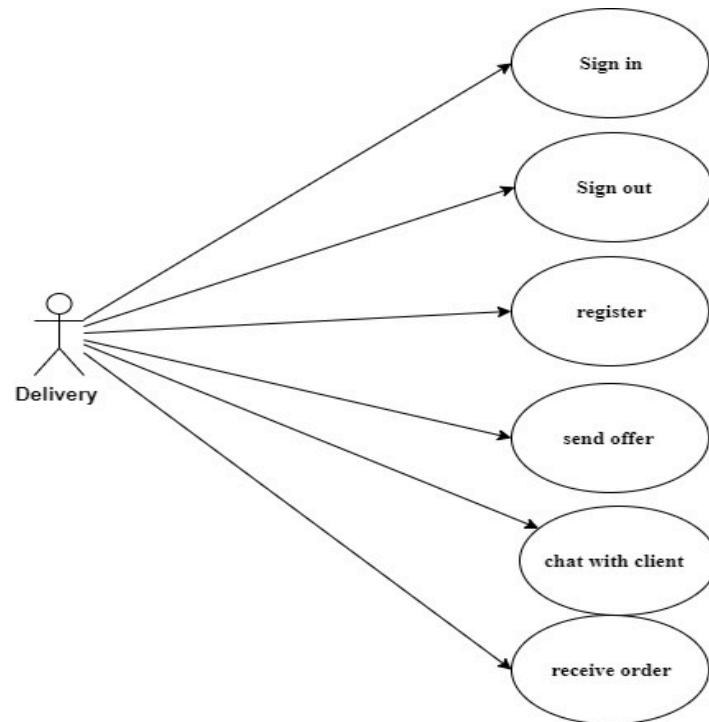 Sign in
Sign out
register
Delivery
send offer
chat with client
receive order